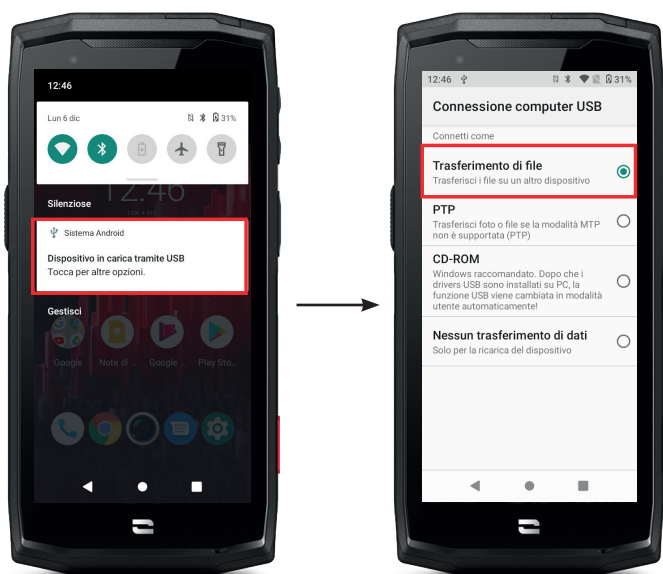 12:46
Lun 6 dic
31%
12:46
Silenziose
Sistema Android
Dispositivo in carica tramite USB
Tocca per altre opzioni.
Gestisci
Google
Note di ...
Google ...
Play Sto...
12:46
31%
Connessione computer USB
Connetti come
Trasferimento di file
Trasferisci i file su un altro dispositivo
PTP
Trasferisci foto o file se la modalità MTP
non è supportata (PTP)
CD-ROM
Windows raccomandato. Dopo che i
drivers USB sono installati su PC, la
funzione USB viene cambiata in modalità
utente automaticamente!
Nessun trasferimento di dati
Solo per la ricarica del dispositivo